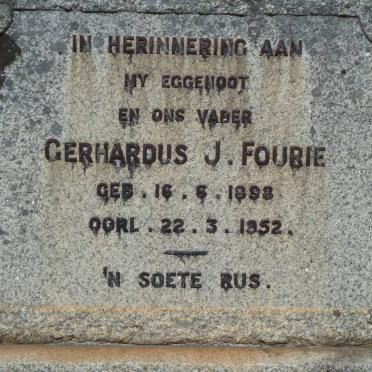 IN HERINNERING AAN
MY EGGENOOT
EN ONS VADER
GERHARDUS J. FOURIE
GEB. 16. 6. 1898
OORL. 22. 3. 1952.
'N SOETE RUS.